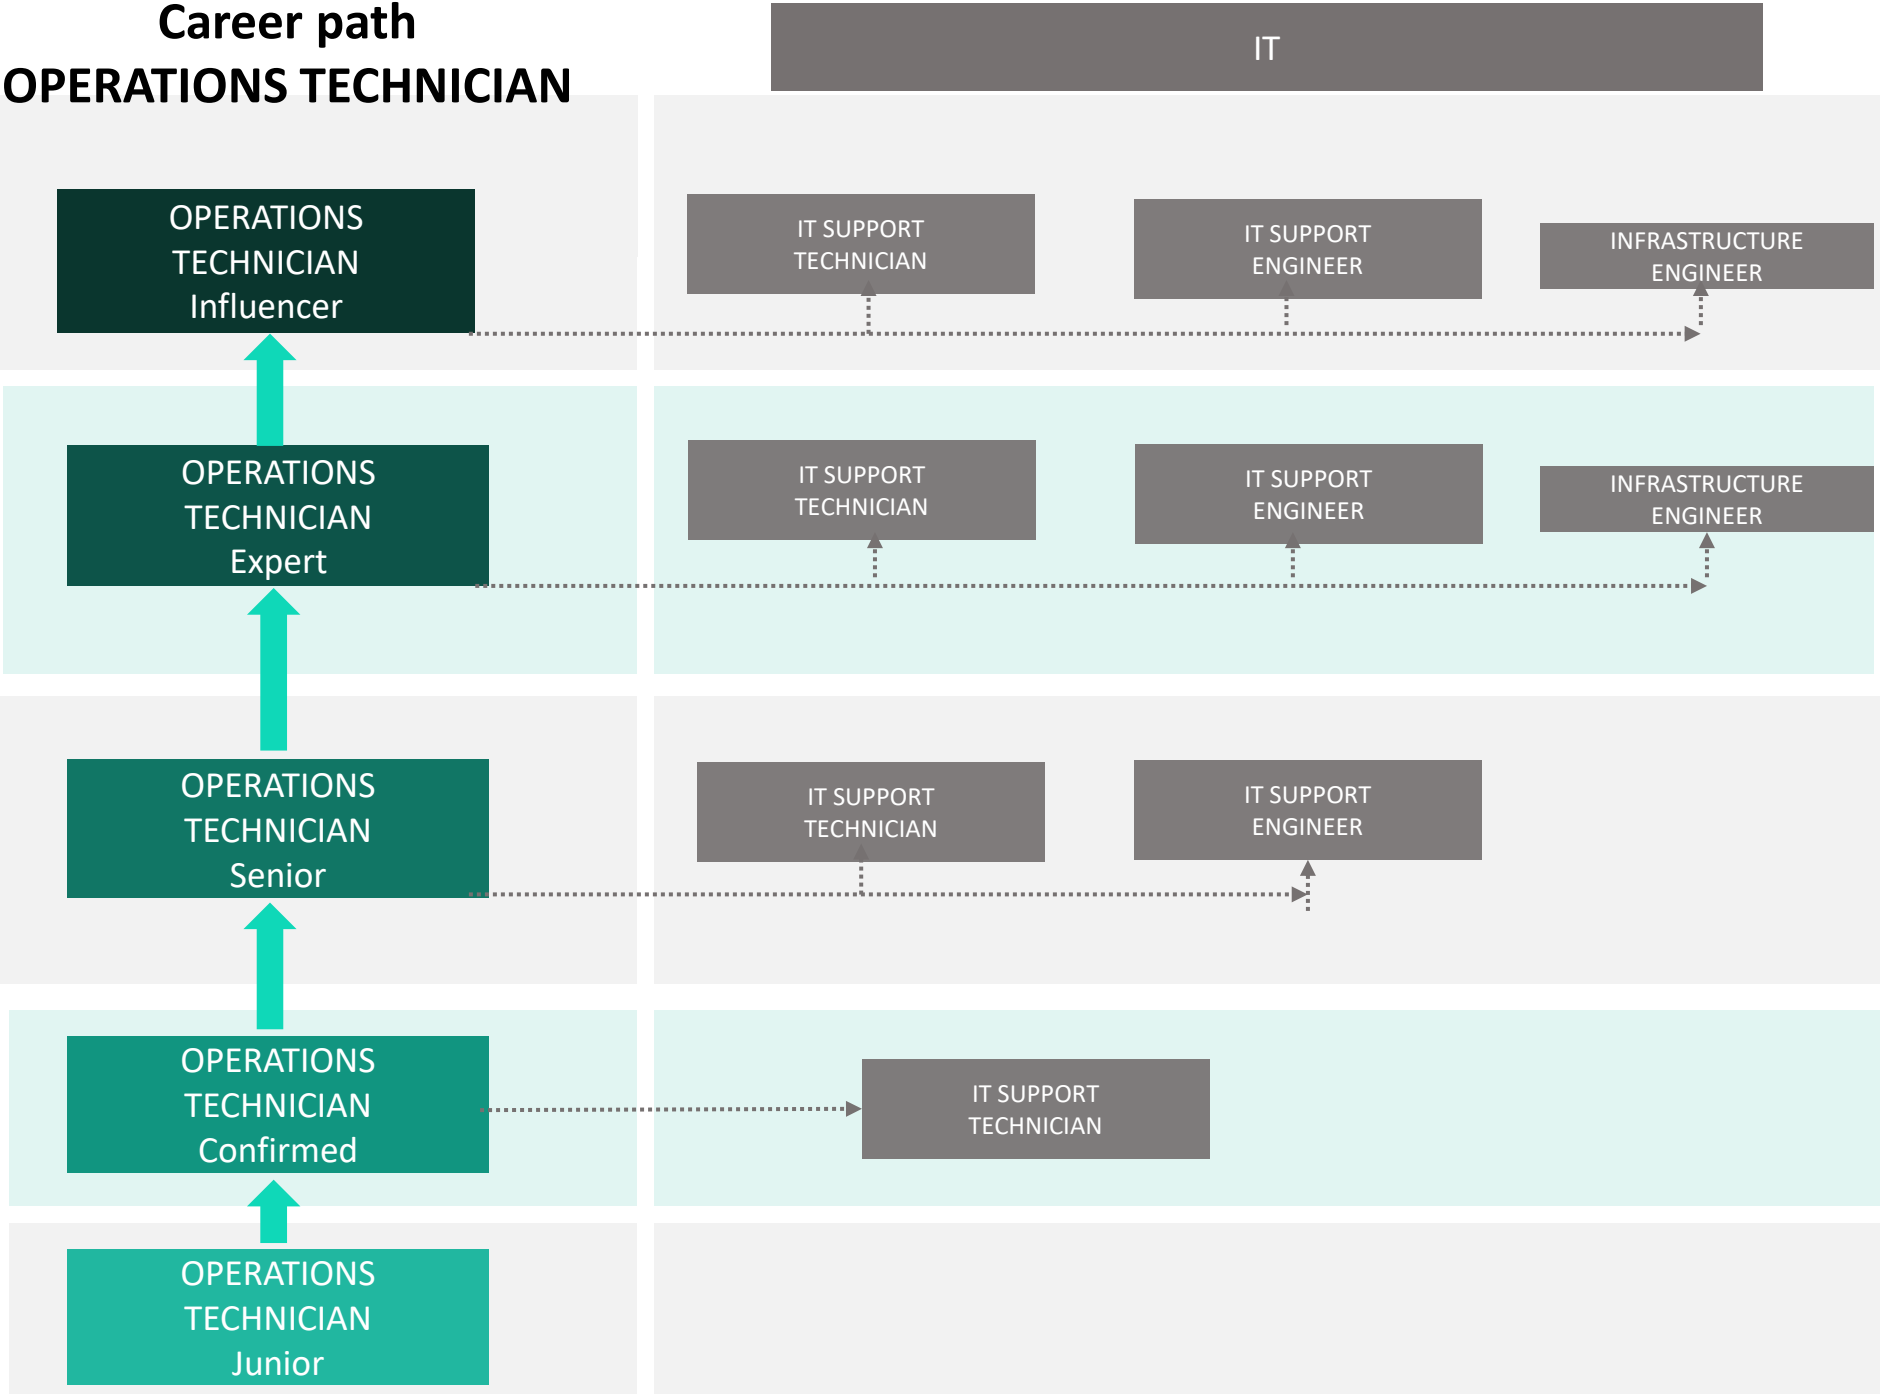 Career path
OPERATIONS TECHNICIAN
IT
OPERATIONS
TECHNICIAN
Influencer
IT SUPPORT
TECHNICIAN
IT SUPPORT
ENGINEER
INFRASTRUCTURE
ENGINEER
OPERATIONS
TECHNICIAN
Expert
IT SUPPORT
TECHNICIAN
IT SUPPORT
ENGINEER
INFRASTRUCTURE
ENGINEER
OPERATIONS
TECHNICIAN
Senior
IT SUPPORT
TECHNICIAN
IT SUPPORT
ENGINEER
OPERATIONS
TECHNICIAN
Confirmed
IT SUPPORT
TECHNICIAN
OPERATIONS
TECHNICIAN
Junior